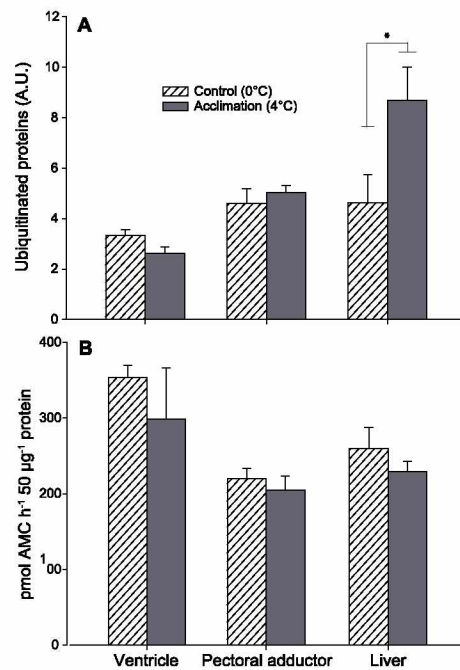 A
12
10
8
6
4
2
0
Ubiquitinated proteins (A.U.)
Control (0°C)
Acclimation (4°C)
*
B
400
300
200
100
0
pmol AMC h⁻¹ 50 µg⁻¹ protein
Ventricle Pectoral adductor Liver